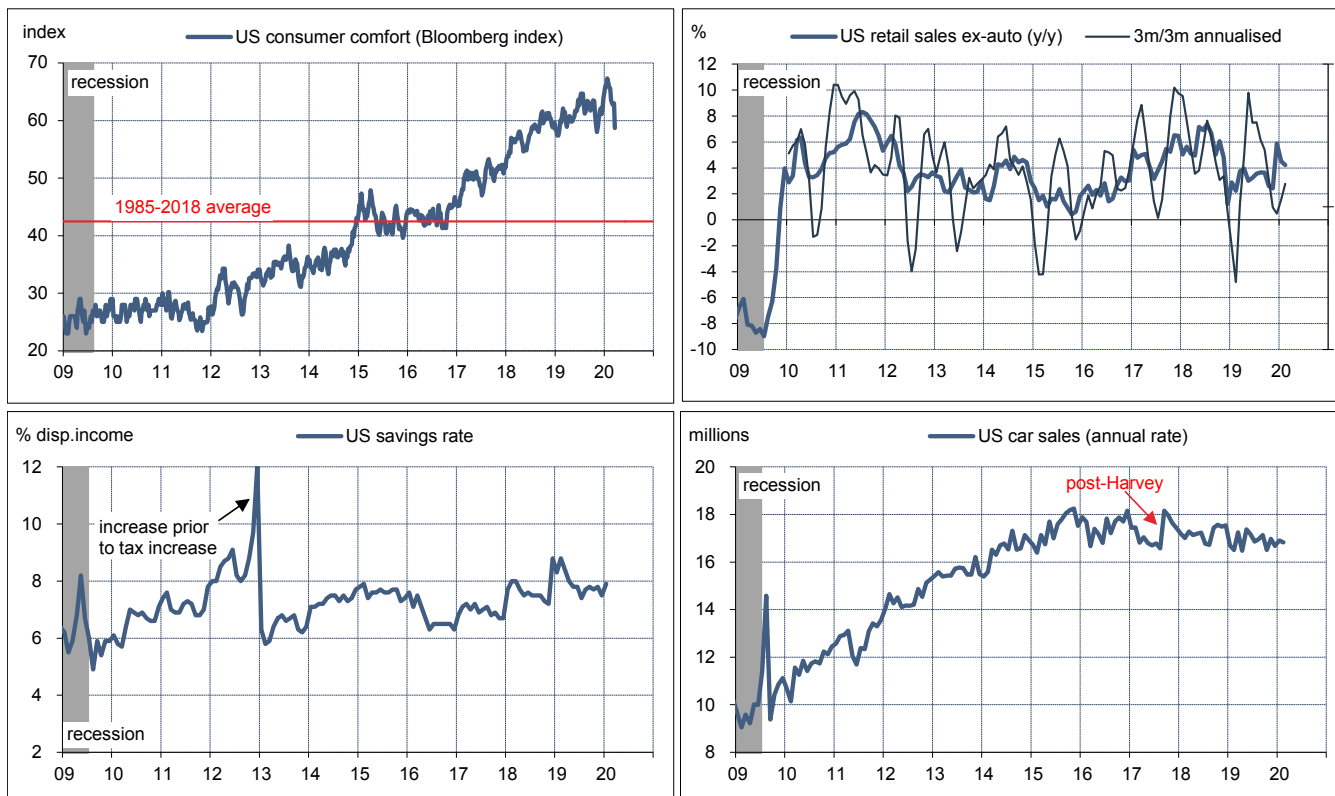 index
US consumer comfort (Bloomberg index)
70
recession
60
50
1985-2018 average
40
30
20
09 10 11 12 13 14 15 16 17 18 19 20
%
US retail sales ex-auto (y/y) 3m/3m annualised
12
recession
10
8
6
4
2
0
-2
-4
-6
-8
-10
09 10 11 12 13 14 15 16 17 18 19 20
% disp.income
US savings rate
12
10
increase prior
to tax increase
8
6
4
recession
2
09 10 11 12 13 14 15 16 17 18 19 20
millions
US car sales (annual rate)
20
recession
post-Harvey
18
16
14
12
10
8
09 10 11 12 13 14 15 16 17 18 19 20